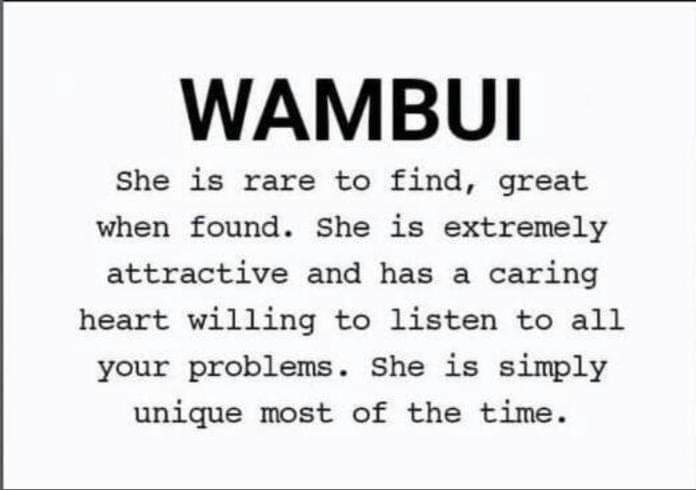 WAMBUI
She is rare to find, great
when found. She is extremely
attractive and has a caring
heart willing to listen to all
your problems. She is simply
unique most of the time.